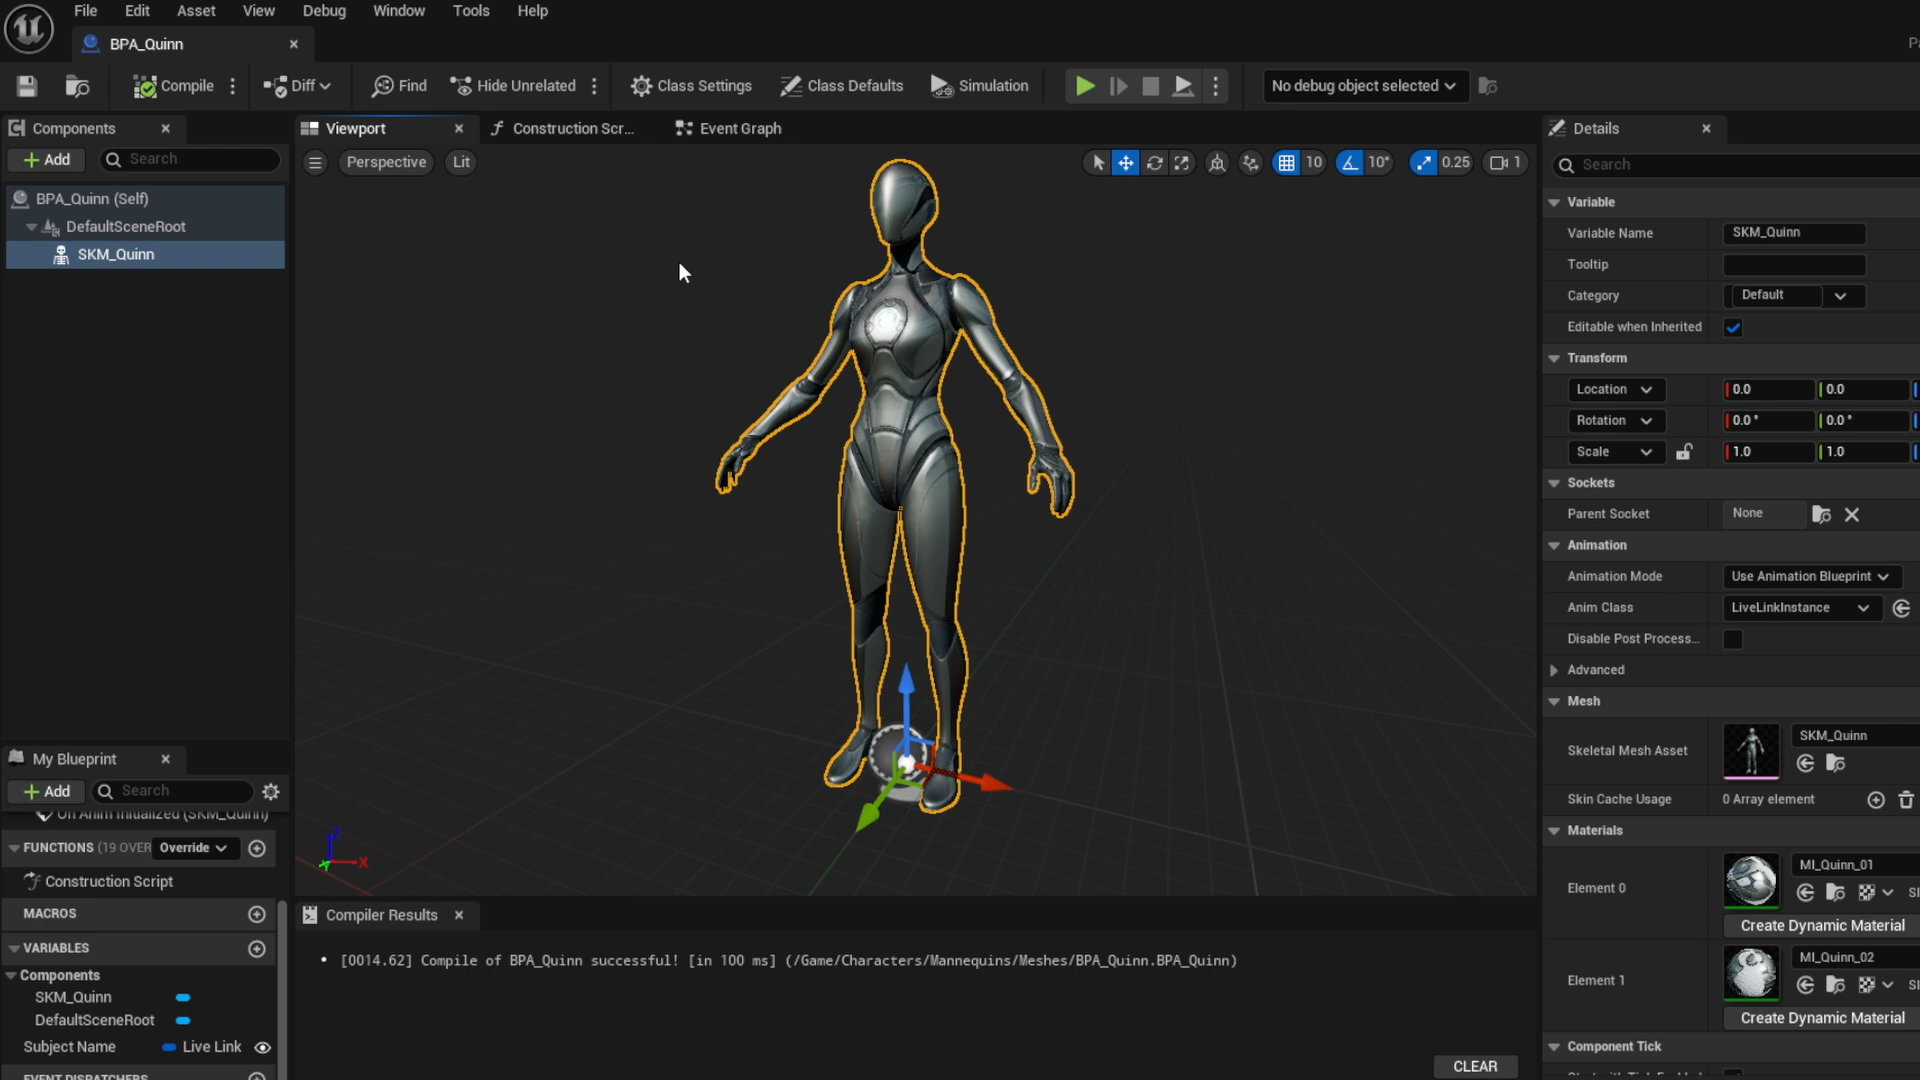 File Edit Asset View Debug Window Tools Help
BPA_Quinn
Compile Diff Find Hide Unrelated Class Settings Class Defaults Simulation No debug object selected
Components
Add Search
BPA_Quinn (Self)
DefaultSceneRoot
SKM_Quinn
Viewport Construction Scr... Event Graph
Perspective Lit 10 10° 0.25 1
X
My Blueprint
Add Search
On Anim Initialized (SKM_Quinn)
FUNCTIONS (19 OVER Override
Construction Script
MACROS
VARIABLES
Components
SKM_Quinn
DefaultSceneRoot
Subject Name Live Link
EVENT DISPATCHERS
Compiler Results
• [0014.62] Compile of BPA_Quinn successful! [in 100 ms] (/Game/Characters/Mannequins/Meshes/BPA_Quinn.BPA_Quinn)
CLEAR
Details
Search
Variable
Variable Name SKM_Quinn
Tooltip
Category Default
Editable when Inherited
Transform
Location 0.0 0.0
Rotation 0.0 ° 0.0 °
Scale 1.0 1.0
Sockets
Parent Socket None
Animation
Animation Mode Use Animation Blueprint
Anim Class LiveLinkInstance
Disable Post Process...
Advanced
Mesh
Skeletal Mesh Asset SKM_Quinn
Skin Cache Usage 0 Array element
Materials
Element 0 MI_Quinn_01
Create Dynamic Material
Element 1 MI_Quinn_02
Create Dynamic Material
Component Tick